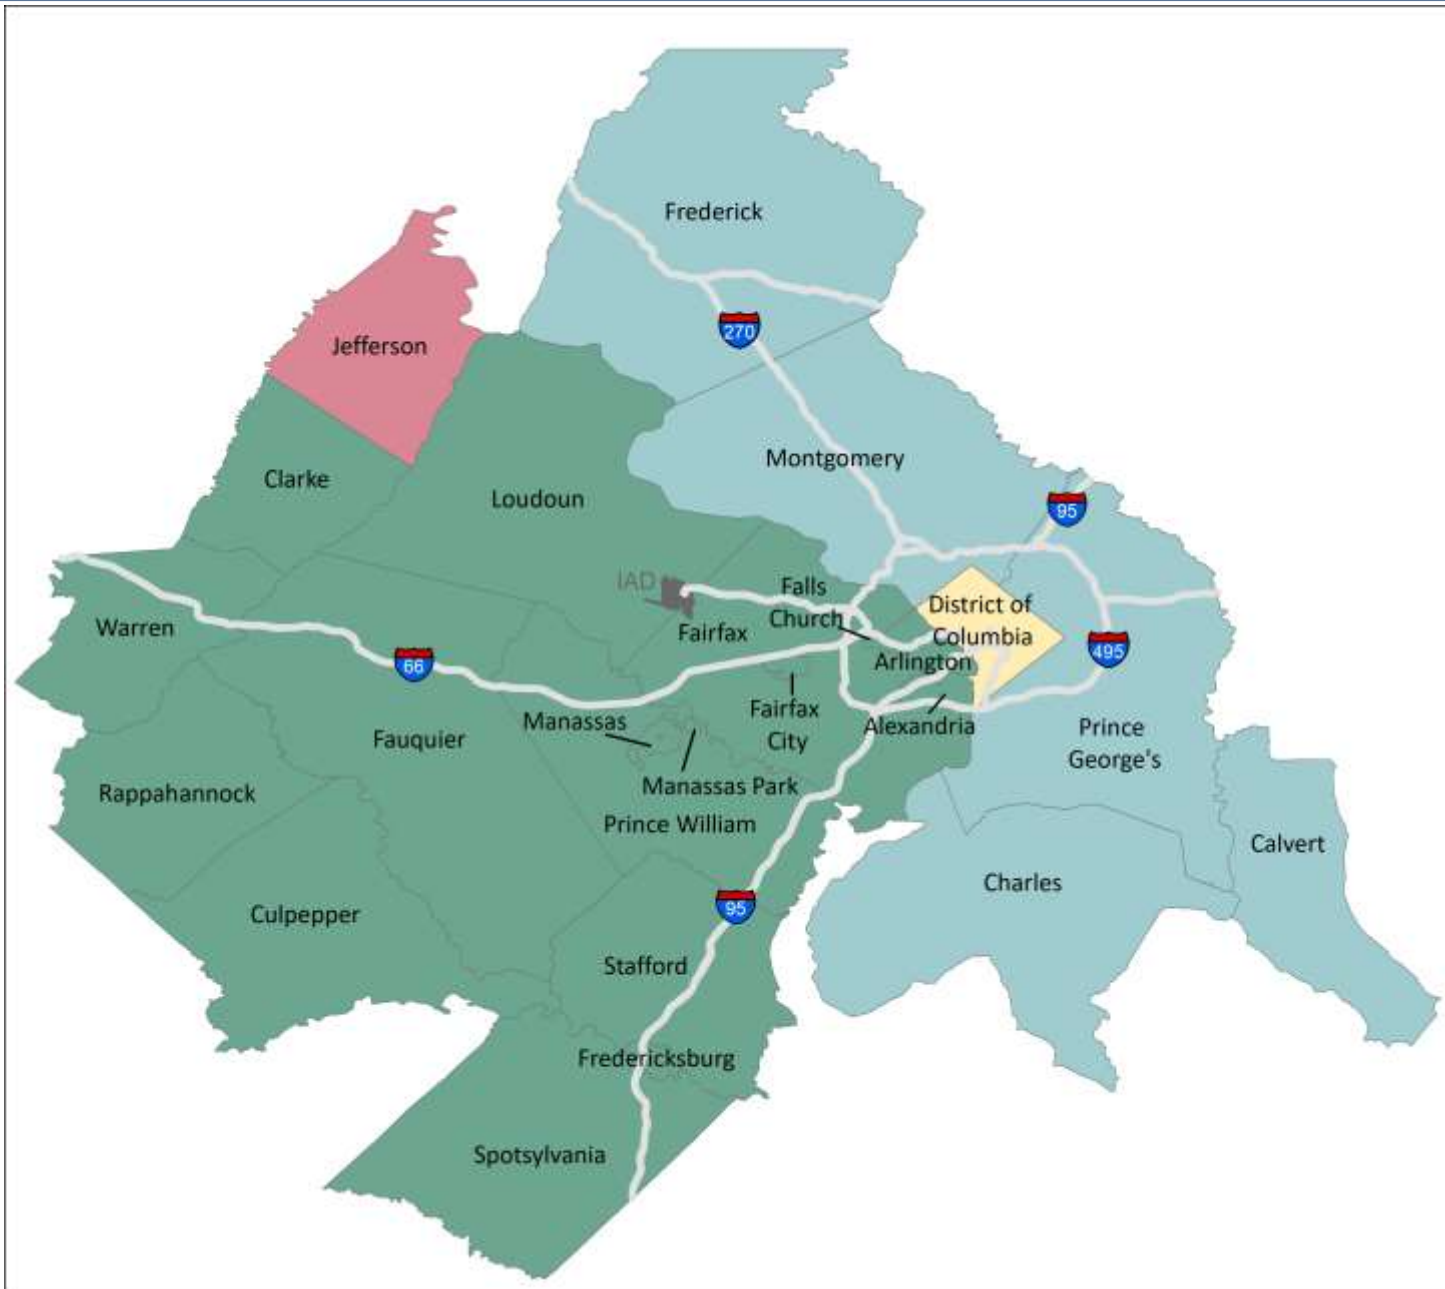 Frederick
270
Jefferson
Montgomery
Clarke
Loudoun
95
IAD
Falls
Church
District of
Columbia
Warren
Fairfax
66
Arlington
495
Manassas
Fairfax
City
Alexandria
Fauquier
Prince
George's
Rappahannock
Manassas Park
Prince William
Calvert
Charles
Culpepper
95
Stafford
Fredericksburg
Spotsylvania